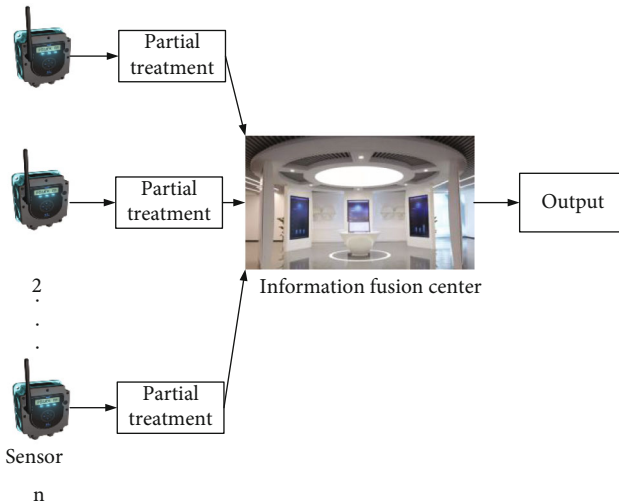 Partial
treatment
Partial
treatment
Output
2
Information fusion center
Partial
treatment
Sensor
n